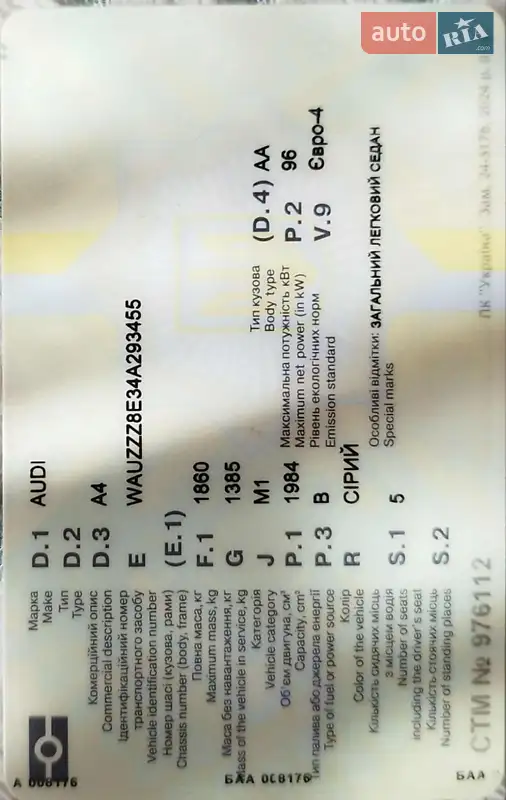 auto RIA .com
Марка D.1 AUDI
Make
Тип D.2
Type
Комерційний опис D.3 A4
Commercial description
Ідентифікаційний номер E WAUZZZ8E34A293455
транспортного засобу
Vehicle identification number
Номер шасі (кузова, рами) (E.1)
Chassis number (body, frame)
Повна маса, кг F.1 1860
Maximum mass, kg
Маса без навантаження, кг G 1385
Mass of the vehicle in service, kg
Категорія J M1 Тип кузова (D.4) AA
Vehicle category Body type
Об'єм двигуна, см³ P.1 1984 Максимальна потужність кВт P.2 96
Capacity, cm³ Maximum net power (in kW)
Тип палива або джерела енергії P.3 B Рівень екологічних норм V.9 Євро-4
Type of fuel or power source Emission standard
Колір R СІРИЙ
Color of the vehicle
Кількість сидячих місць S.1 5 Особливі відмітки: ЗАГАЛЬНИЙ ЛЕГКОВИЙ СЕДАН
з місцем водія Special marks
Number of seats
including the driver's seat
Кількість стоячих місць S.2
Number of standing places
СТМ № 976112
ПК "Україна" Зам. 24-3178. 2024 р.
А 008176
БАА 008176
БАА